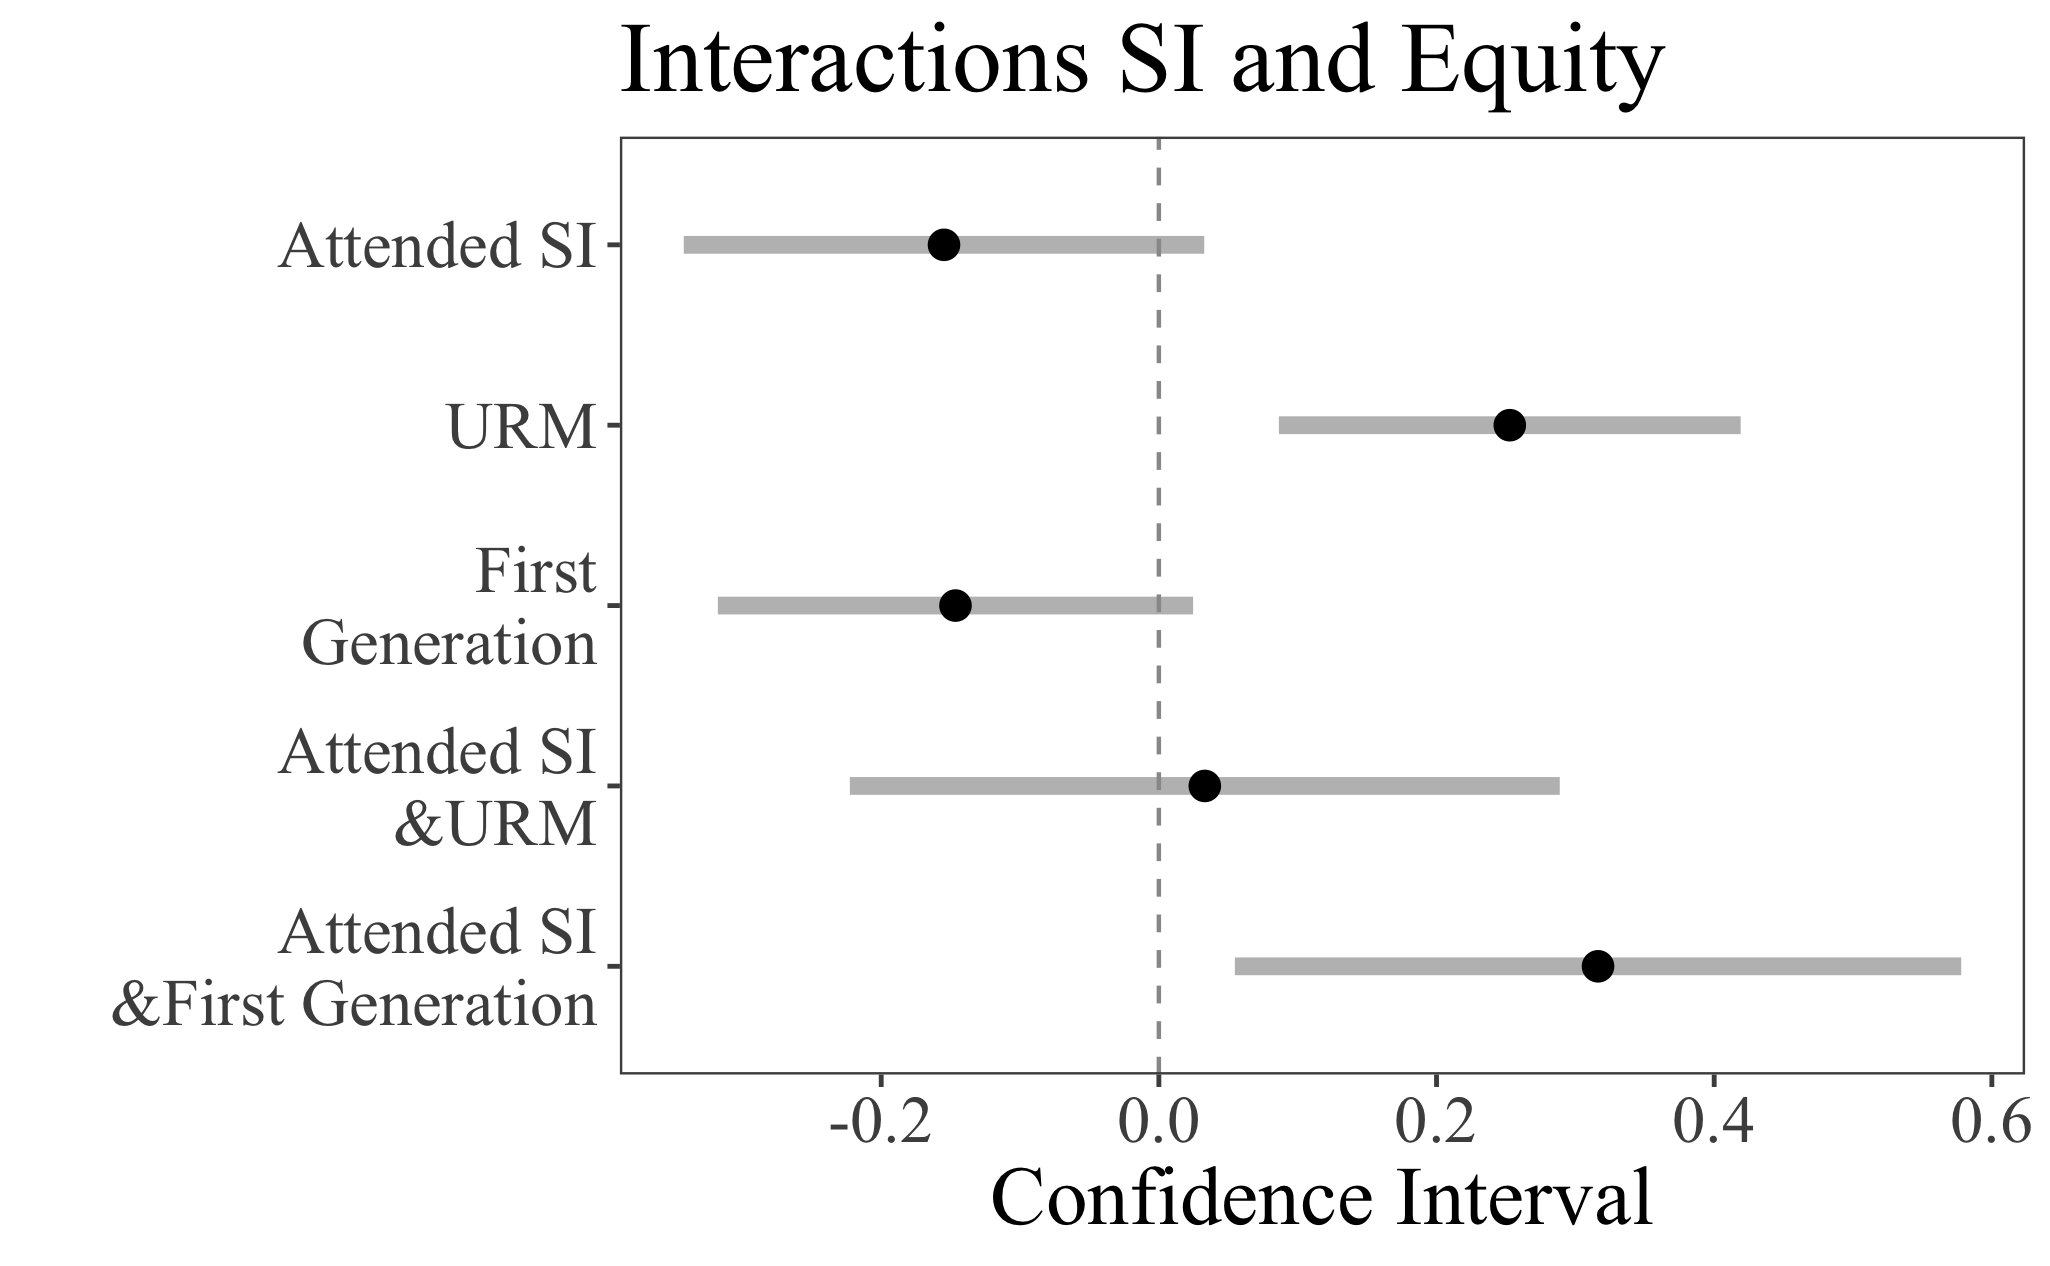 Interactions SI and Equity
Attended SI
URM
First
Generation
Attended SI
&URM
Attended SI
&First Generation
-0.2 0.0 0.2 0.4 0.6
Confidence Interval